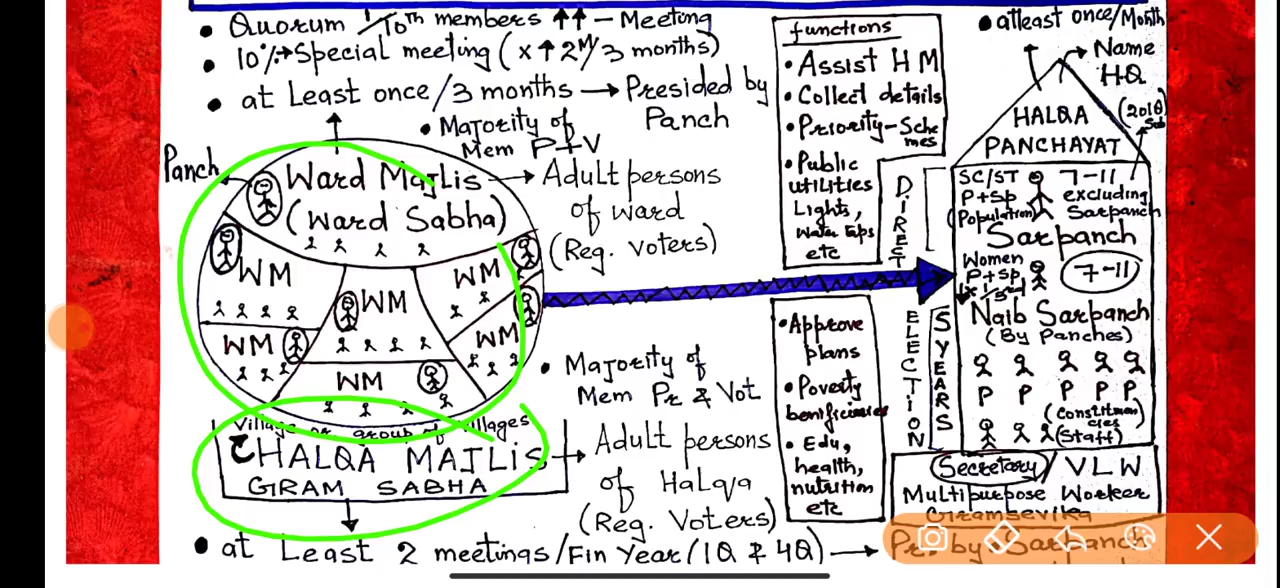 • Quorum 1/10th members ↑↑ – Meeting
• 10% → Special meeting (x ↑ 2M/3 months)
• at Least once/3 months → Presided by Panch
• Majority of Mem P+V
Panch
Ward Majlis → Adult persons of Ward (Reg. Voters)
(Ward Sabha)
WM
WM
WM
WM
WM
WM
Village or group of villages
HALQA MAJLIS
GIRAM SABHA
• Majority of Mem Pr & Vot
→ Adult persons of Halqa (Reg. Voters)
• at Least 2 meetings/Fin Year (1Q & 4Q) → Pr. by Sarpanch
functions
• Assist HM
• Collect details
• Priority-Schemes
• Public utilities
Lights,
Water taps
etc
• Approve plans
• Poverty benificiaries
• Edu,
health,
nutrition
etc
DIRECT
ELECTION
5 YEARS
• atleast once/Month
Name
HQ
HALQA
PANCHAYAT
(2018)
SC/ST
P+Sp
(Population)
7-11
excluding
Sarpanch
Sarpanch
Women
P+Sp
7-11
Naib Sarpanch
(By Panches)
P P P P P
(Constituencies)
(Staff)
Secretary / VLW
Multipurpose Worker
Gramsevika